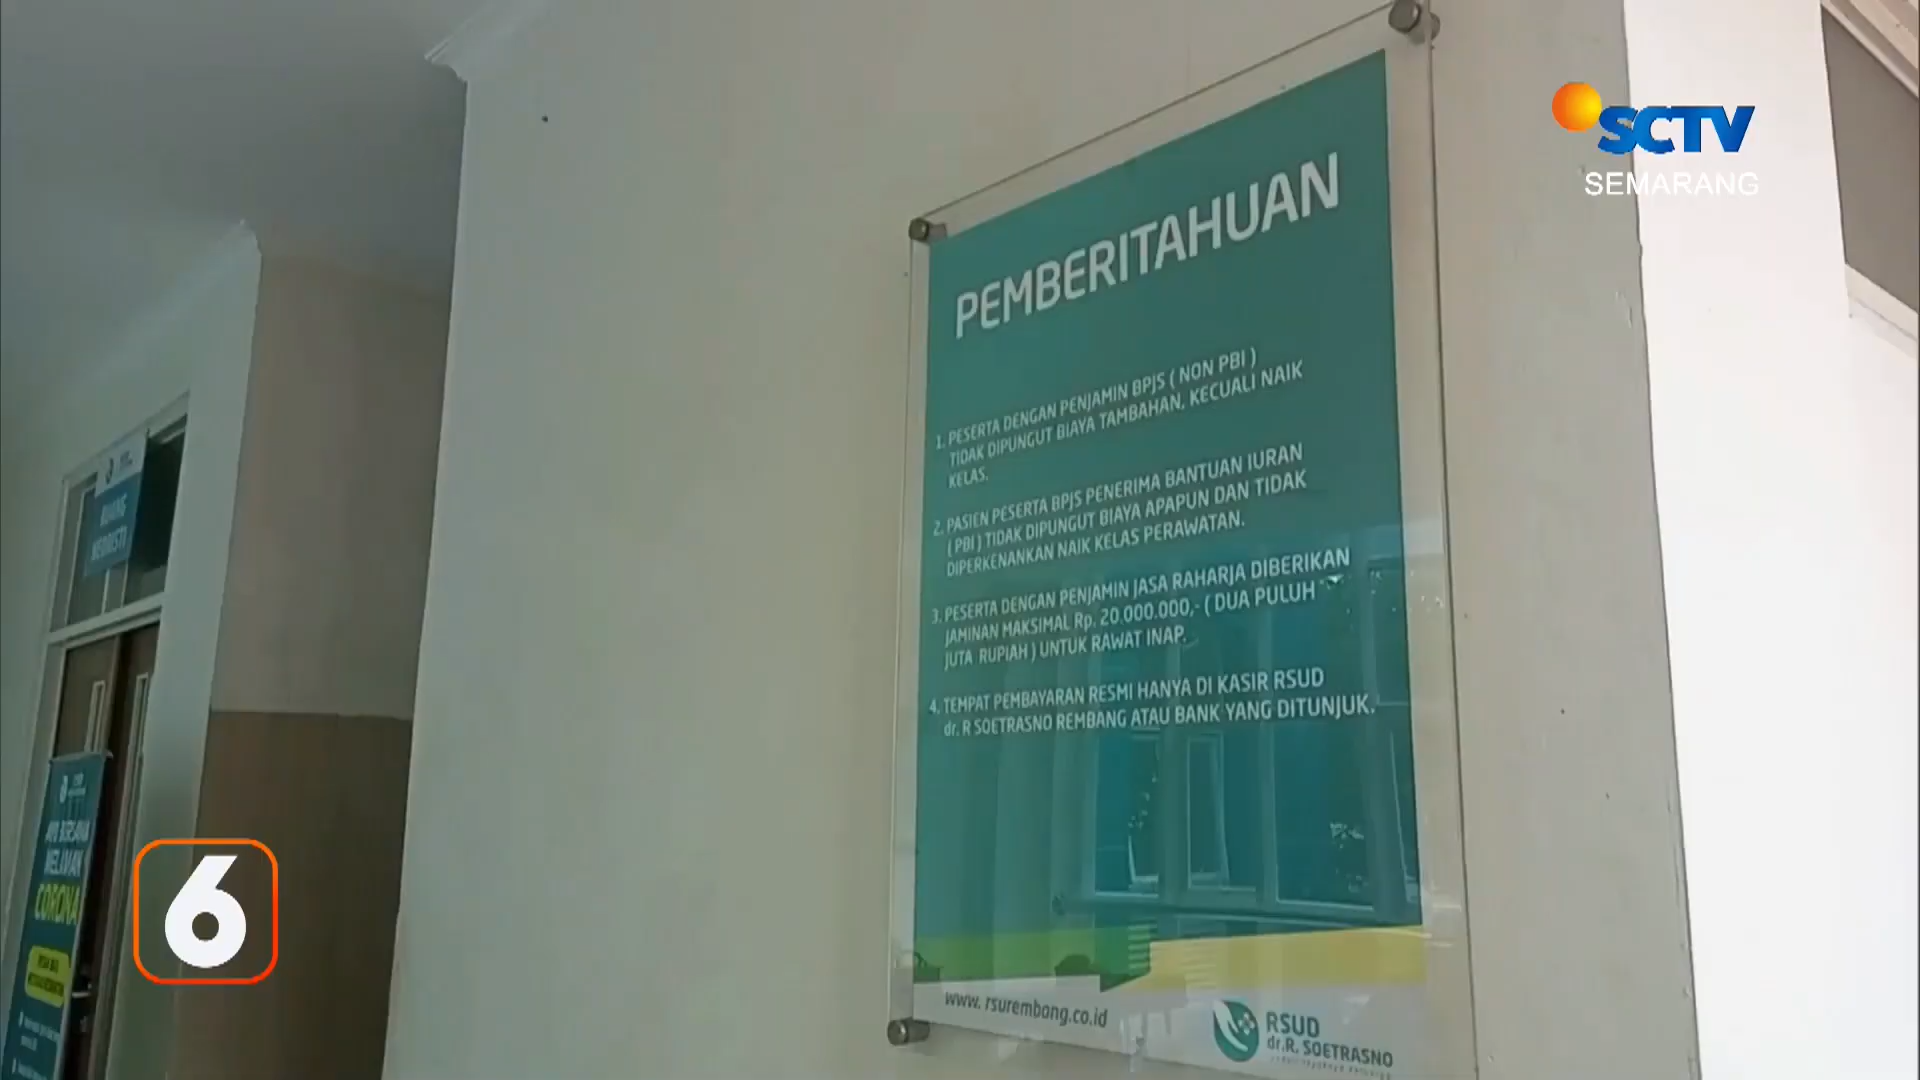 SCTV
SEMARANG
PEMBERITAHUAN
1. PESERTA DENGAN PENJAMIN BPJS ( NON PBI )
TIDAK DIPUNGUT BIAYA TAMBAHAN, KECUALI NAIK
KELAS.
2. PASIEN PESERTA BPJS PENERIMA BANTUAN IURAN
( PBI ) TIDAK DIPUNGUT BIAYA APAPUN DAN TIDAK
DIPERKENANKAN NAIK KELAS PERAWATAN.
3. PESERTA DENGAN PENJAMIN JASA RAHARJA DIBERIKAN
JAMINAN MAKSIMAL Rp. 20.000.000,- ( DUA PULUH
JUTA RUPIAH ) UNTUK RAWAT INAP.
4. TEMPAT PEMBAYARAN RESMI HANYA DI KASIR RSUD
dr. R SOETRASNO REMBANG ATAU BANK YANG DITUNJUK.
www. rsurembang.co.id
RSUD
dr.R. SOETRASNO
RUANG
CORONA
6